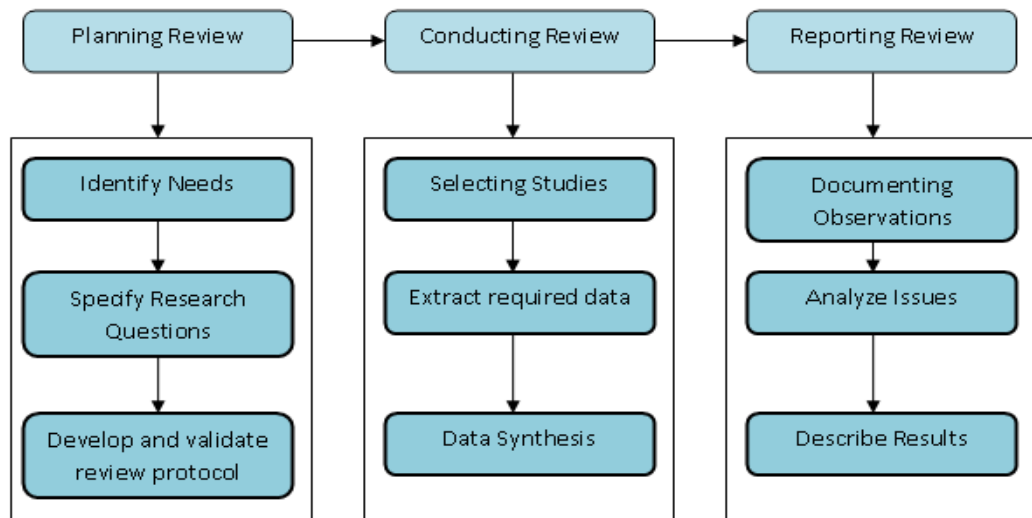 Planning Review
Conducting Review
Reporting Review
Identify Needs
Specify Research
Questions
Develop and validate
review protocol
Selecting Studies
Extract required data
Data Synthesis
Documenting
Observations
Analyze Issues
Describe Results